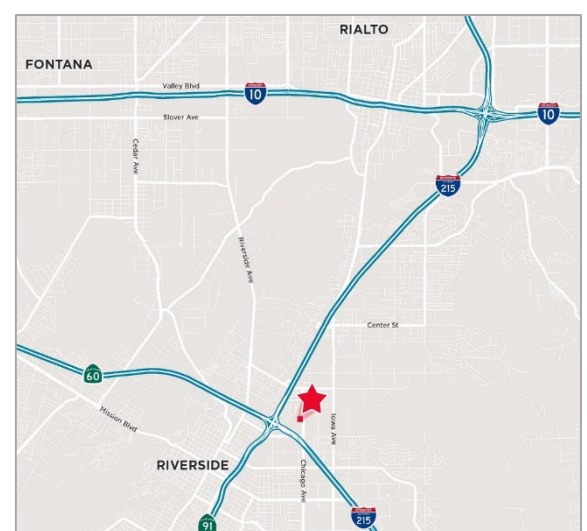 RIALTO
FONTANA
Valley Blvd
10
10
Slover Ave
Cedar Ave
215
Riverside Ave
Center St
60
Mission Blvd
Iowa Ave
RIVERSIDE
Chicago Ave
215
91